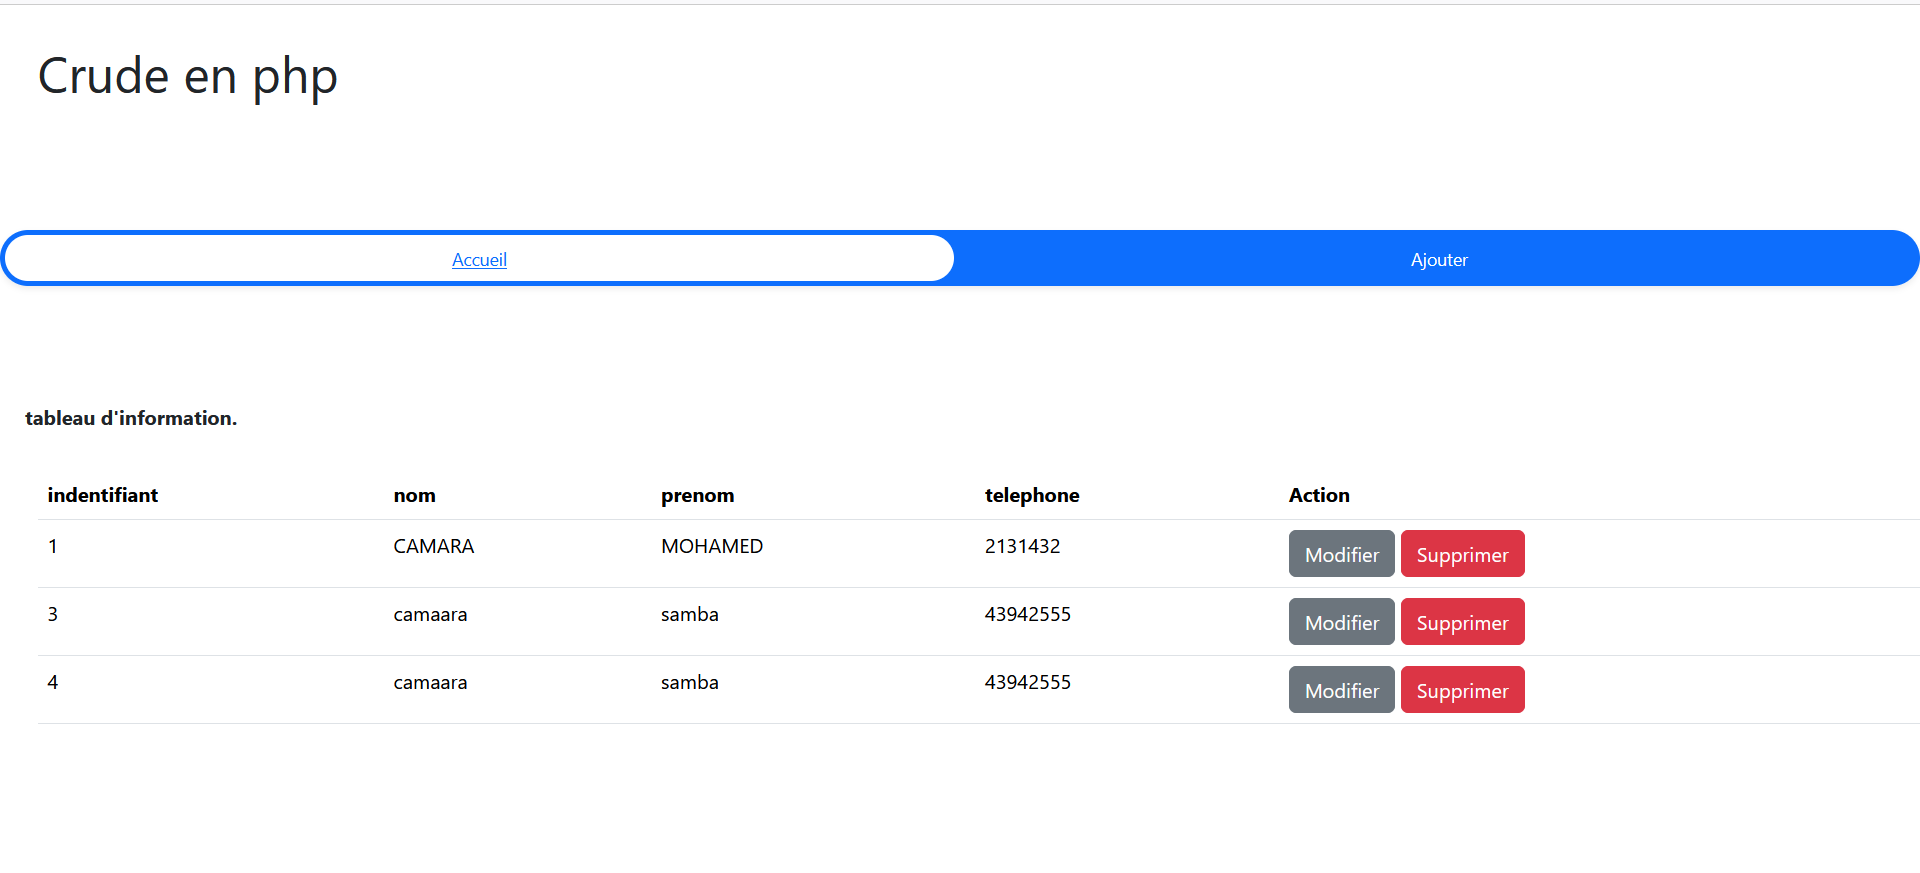 Crude en php
Accueil Ajouter
tableau d'information.
indentifiant nom prenom telephone Action
1 CAMARA MOHAMED 2131432 Modifier Supprimer
3 camaara samba 43942555 Modifier Supprimer
4 camaara samba 43942555 Modifier Supprimer